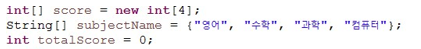 int[] score = new int[4];
String[] subjectName = {"영어", "수학", "과학", "컴퓨터"};
int totalScore = 0;